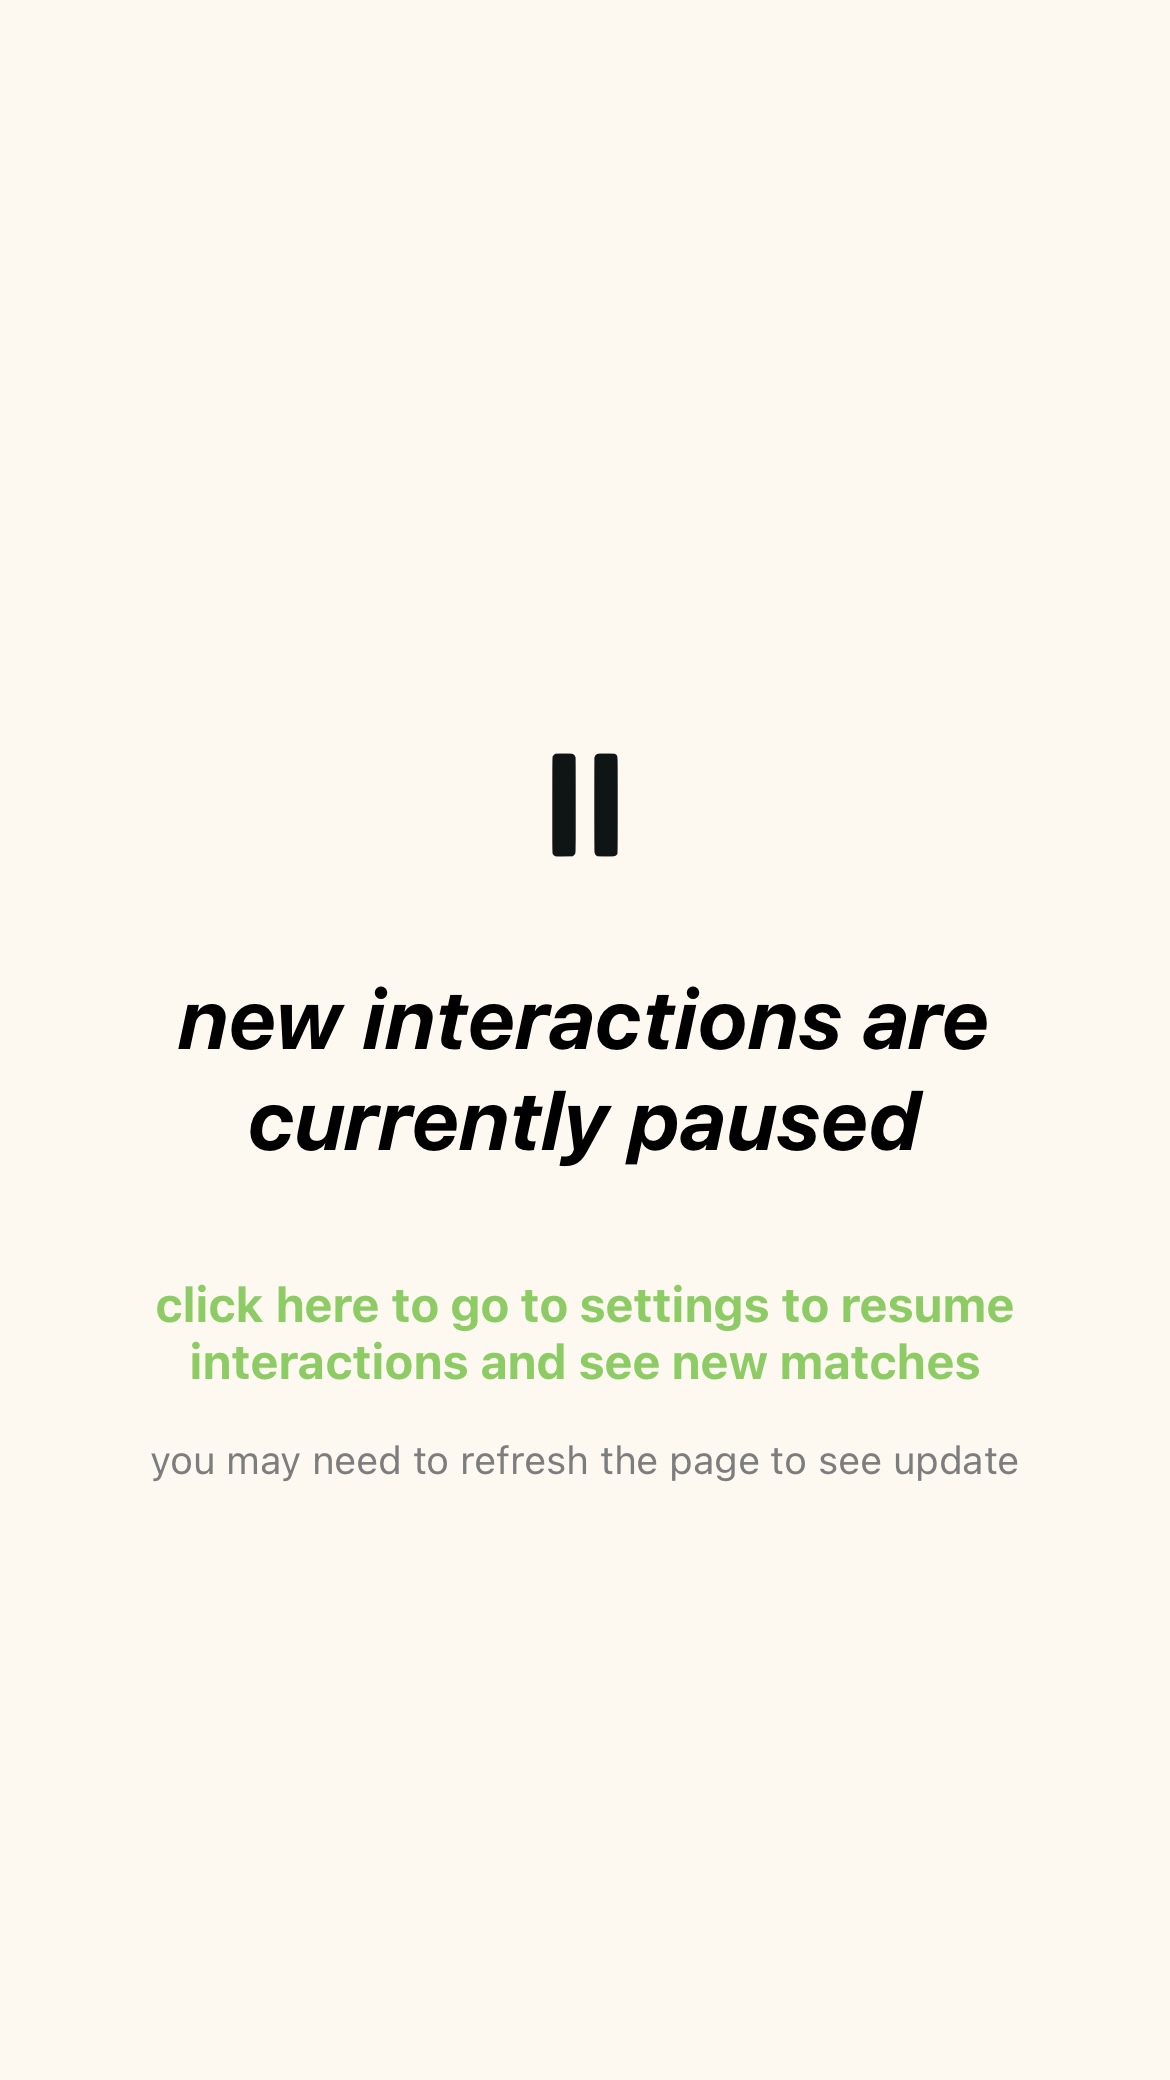 new interactions are
currently paused
click here to go to settings to resume
interactions and see new matches
you may need to refresh the page to see update